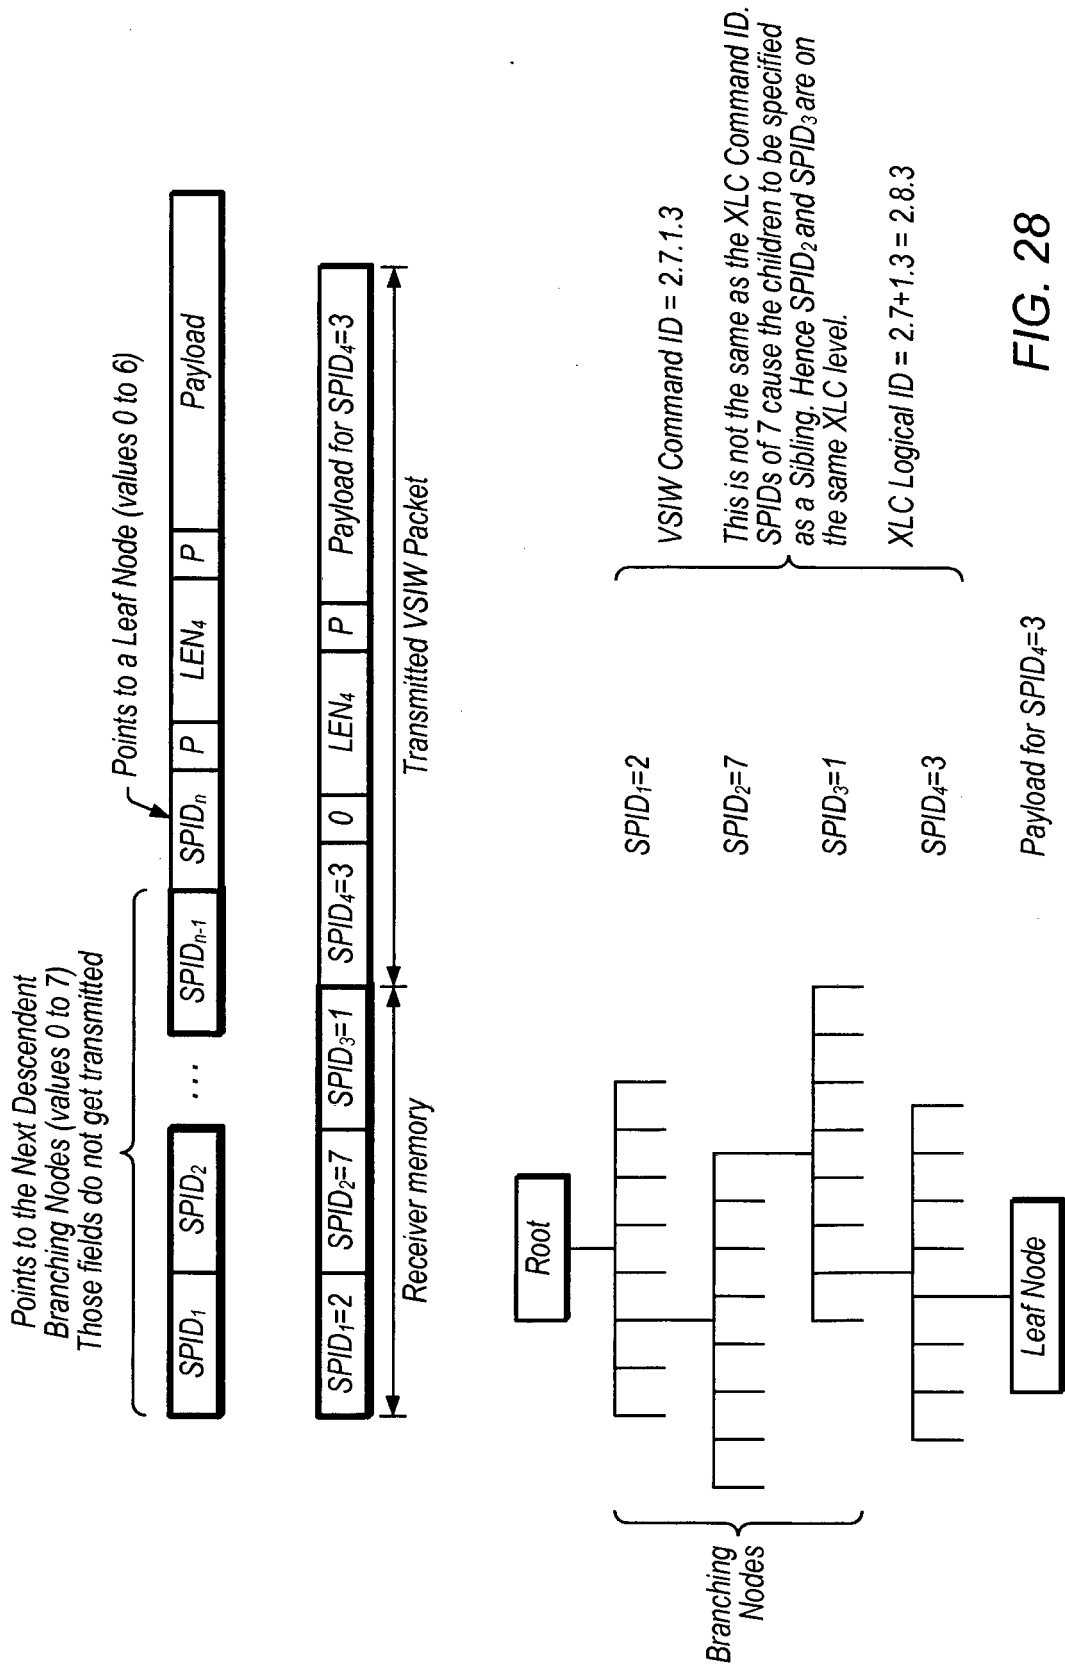 Points to the Next Descendent
Branching Nodes (values 0 to 7)
Those fields do not get transmitted
Points to a Leaf Node (values 0 to 6)
SPID₁ SPID₂ ... SPIDₙ₋₁ SPIDₙ P LEN₄ P Payload
SPID₁=2 SPID₂=7 SPID₃=1 SPID₄=3 0 LEN₄ P Payload for SPID₄=3
Receiver memory Transmitted VSIW Packet
Root
Branching
Nodes
Leaf Node
SPID₁=2
SPID₂=7
SPID₃=1
SPID₄=3
Payload for SPID₄=3
VSIW Command ID = 2.7.1.3
This is not the same as the XLC Command ID.
SPIDs of 7 cause the children to be specified
as a Sibling. Hence SPID₂ and SPID₃ are on
the same XLC level.
XLC Logical ID = 2.7+1.3 = 2.8.3
FIG. 28